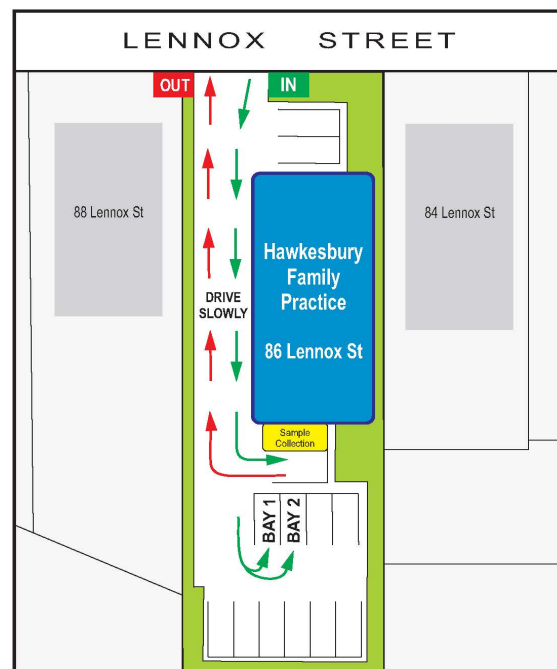 LENNOX STREET
OUT
IN
88 Lennox St
84 Lennox St
Hawkesbury
Family
Practice
86 Lennox St
DRIVE
SLOWLY
Sample
Collection
BAY 1
BAY 2